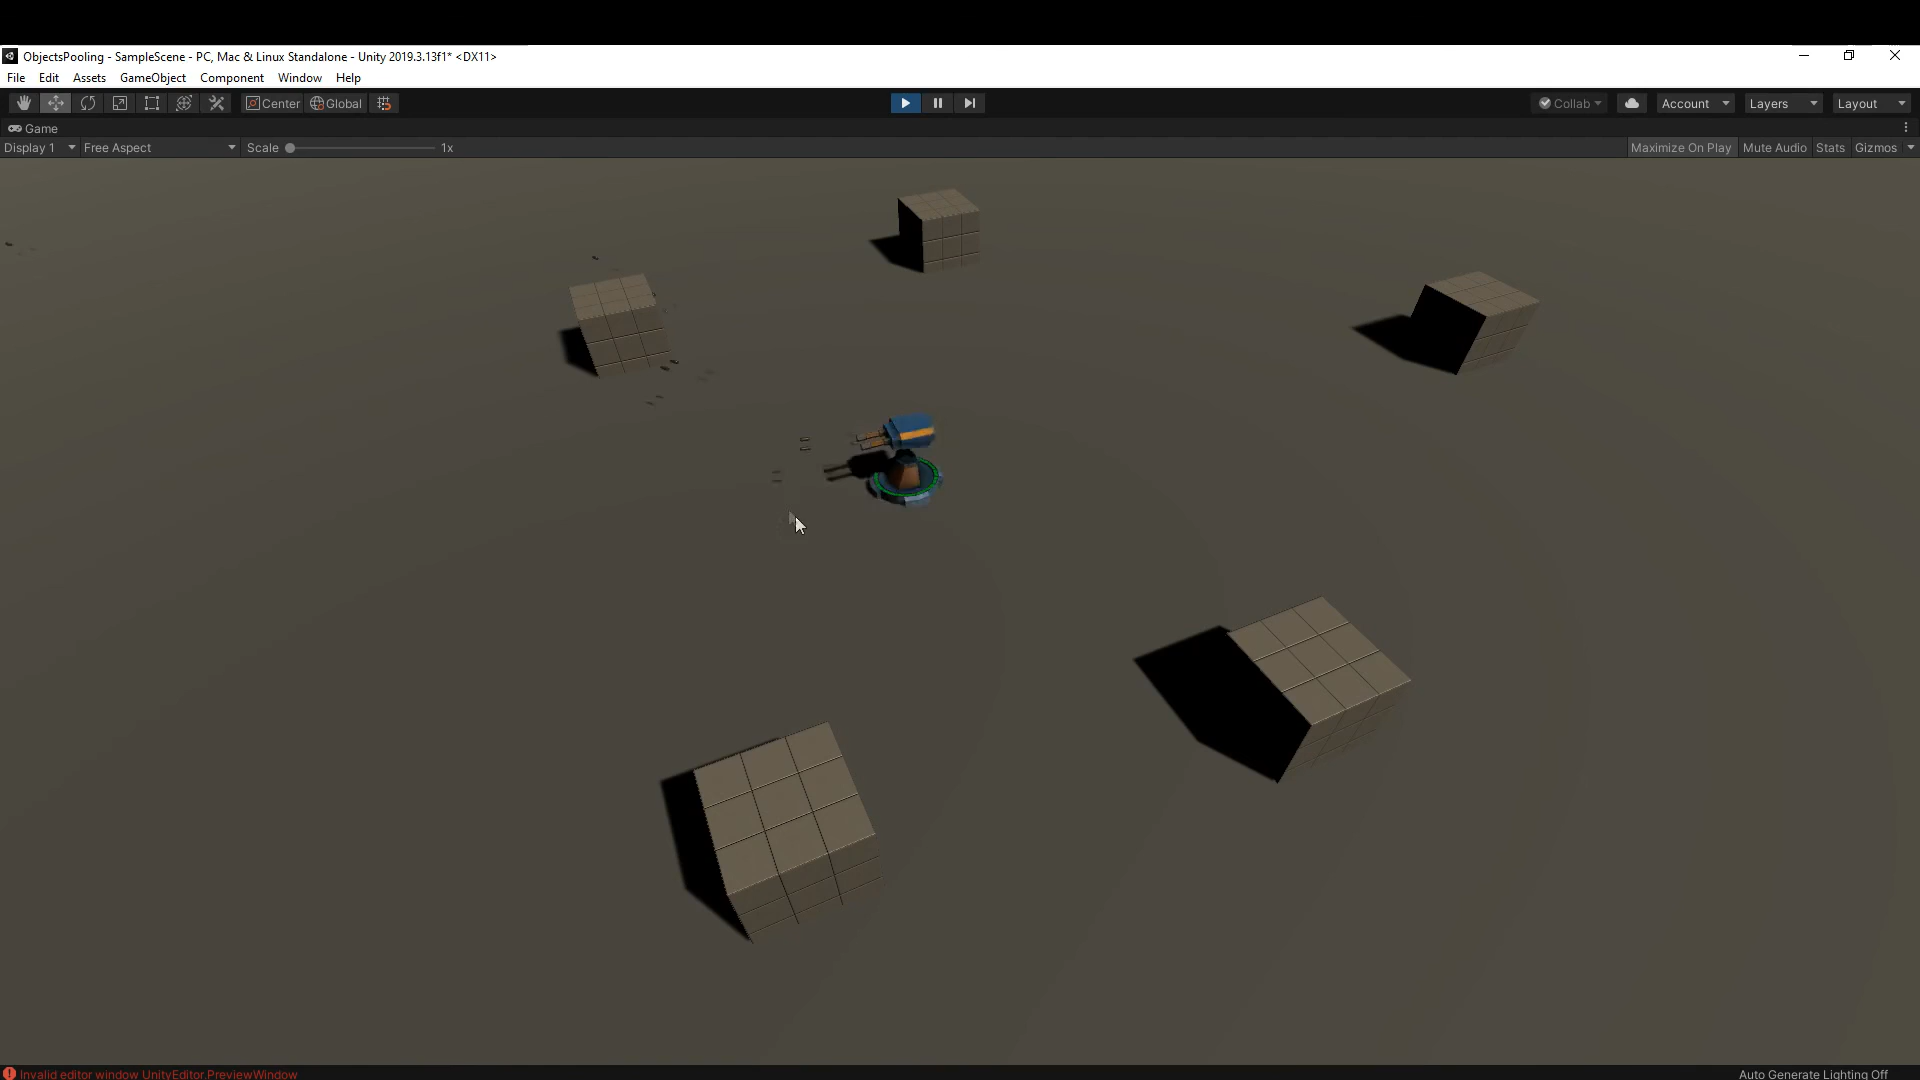 ObjectsPooling - SampleScene - PC, Mac & Linux Standalone - Unity 2019.3.13f1* <DX11>
File Edit Assets GameObject Component Window Help
Center Global Collab Account Layers Layout
Game
Display 1 Free Aspect Scale 1x Maximize On Play Mute Audio Stats Gizmos
Invalid editor window UnityEditor.PreviewWindow Auto Generate Lighting Off